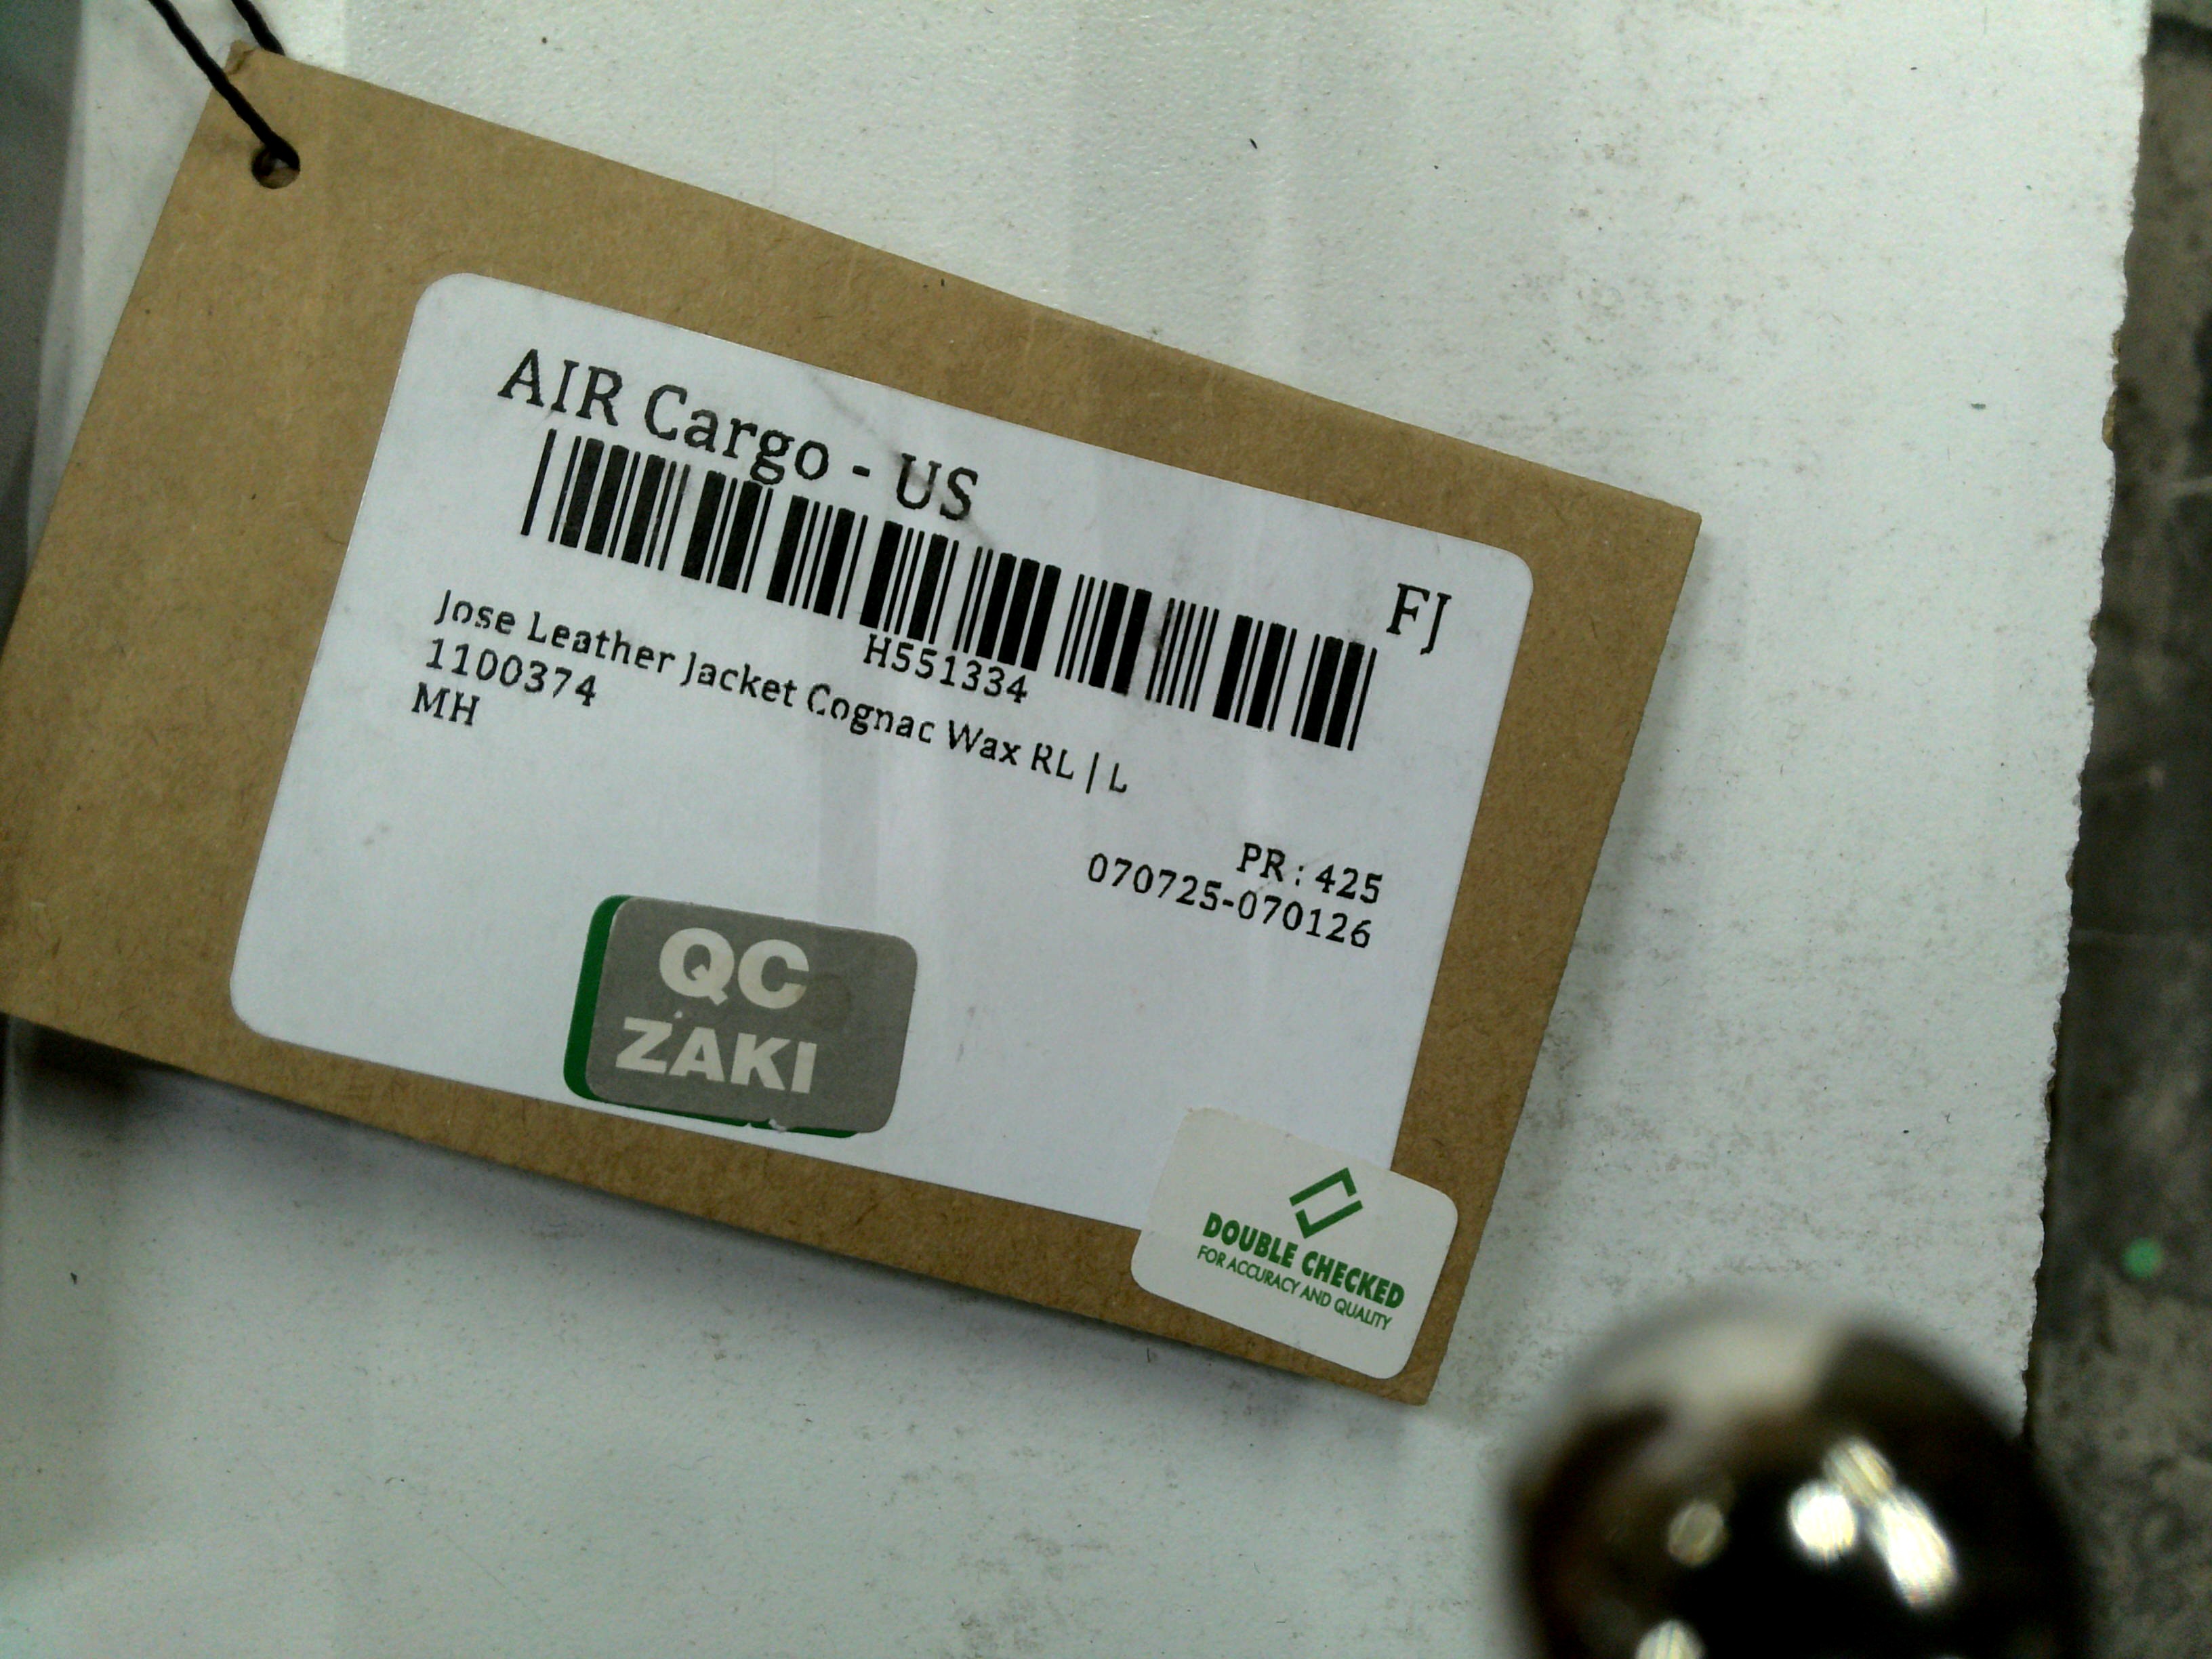 AIR Cargo - US
FJ
H551334
Jose Leather Jacket Cognac Wax RL | L
1100374
MH
PR : 425
070725-070126
QC
ZAKI
DOUBLE CHECKED
FOR ACCURACY AND QUALITY